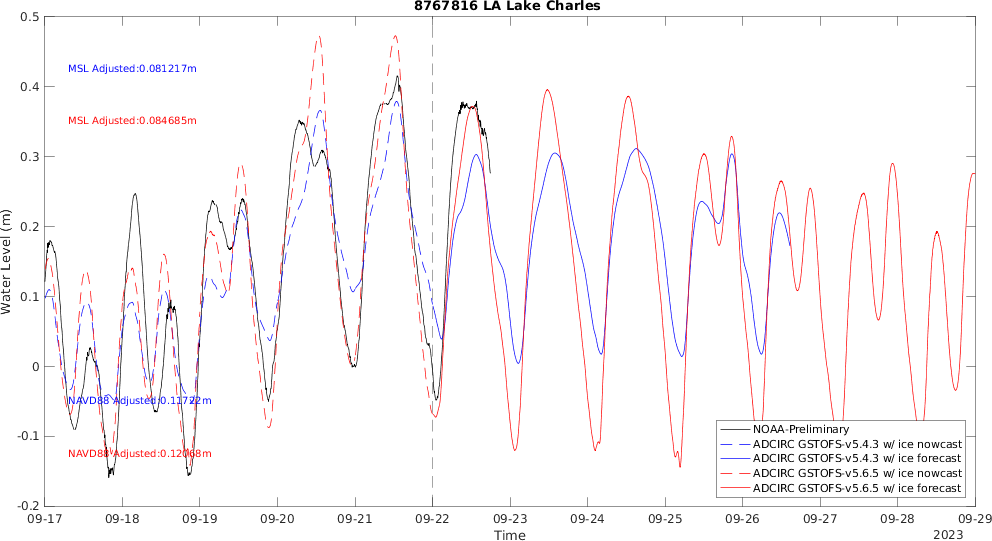 8767816 LA Lake Charles
0.5
MSL Adjusted:0.081217m
0.4
MSL Adjusted:0.084685m
0.3
0.2
Water Level (m)
0.1
0
NAVD88 Adjusted:0.11722m
-0.1
NAVD88 Adjusted:0.12068m
-0.2
NOAA-Preliminary
ADCIRC GSTOFS-v5.4.3 w/ ice nowcast
ADCIRC GSTOFS-v5.4.3 w/ ice forecast
ADCIRC GSTOFS-v5.6.5 w/ ice nowcast
ADCIRC GSTOFS-v5.6.5 w/ ice forecast
09-17 09-18 09-19 09-20 09-21 09-22 09-23 09-24 09-25 09-26 09-27 09-28 09-29
Time
2023